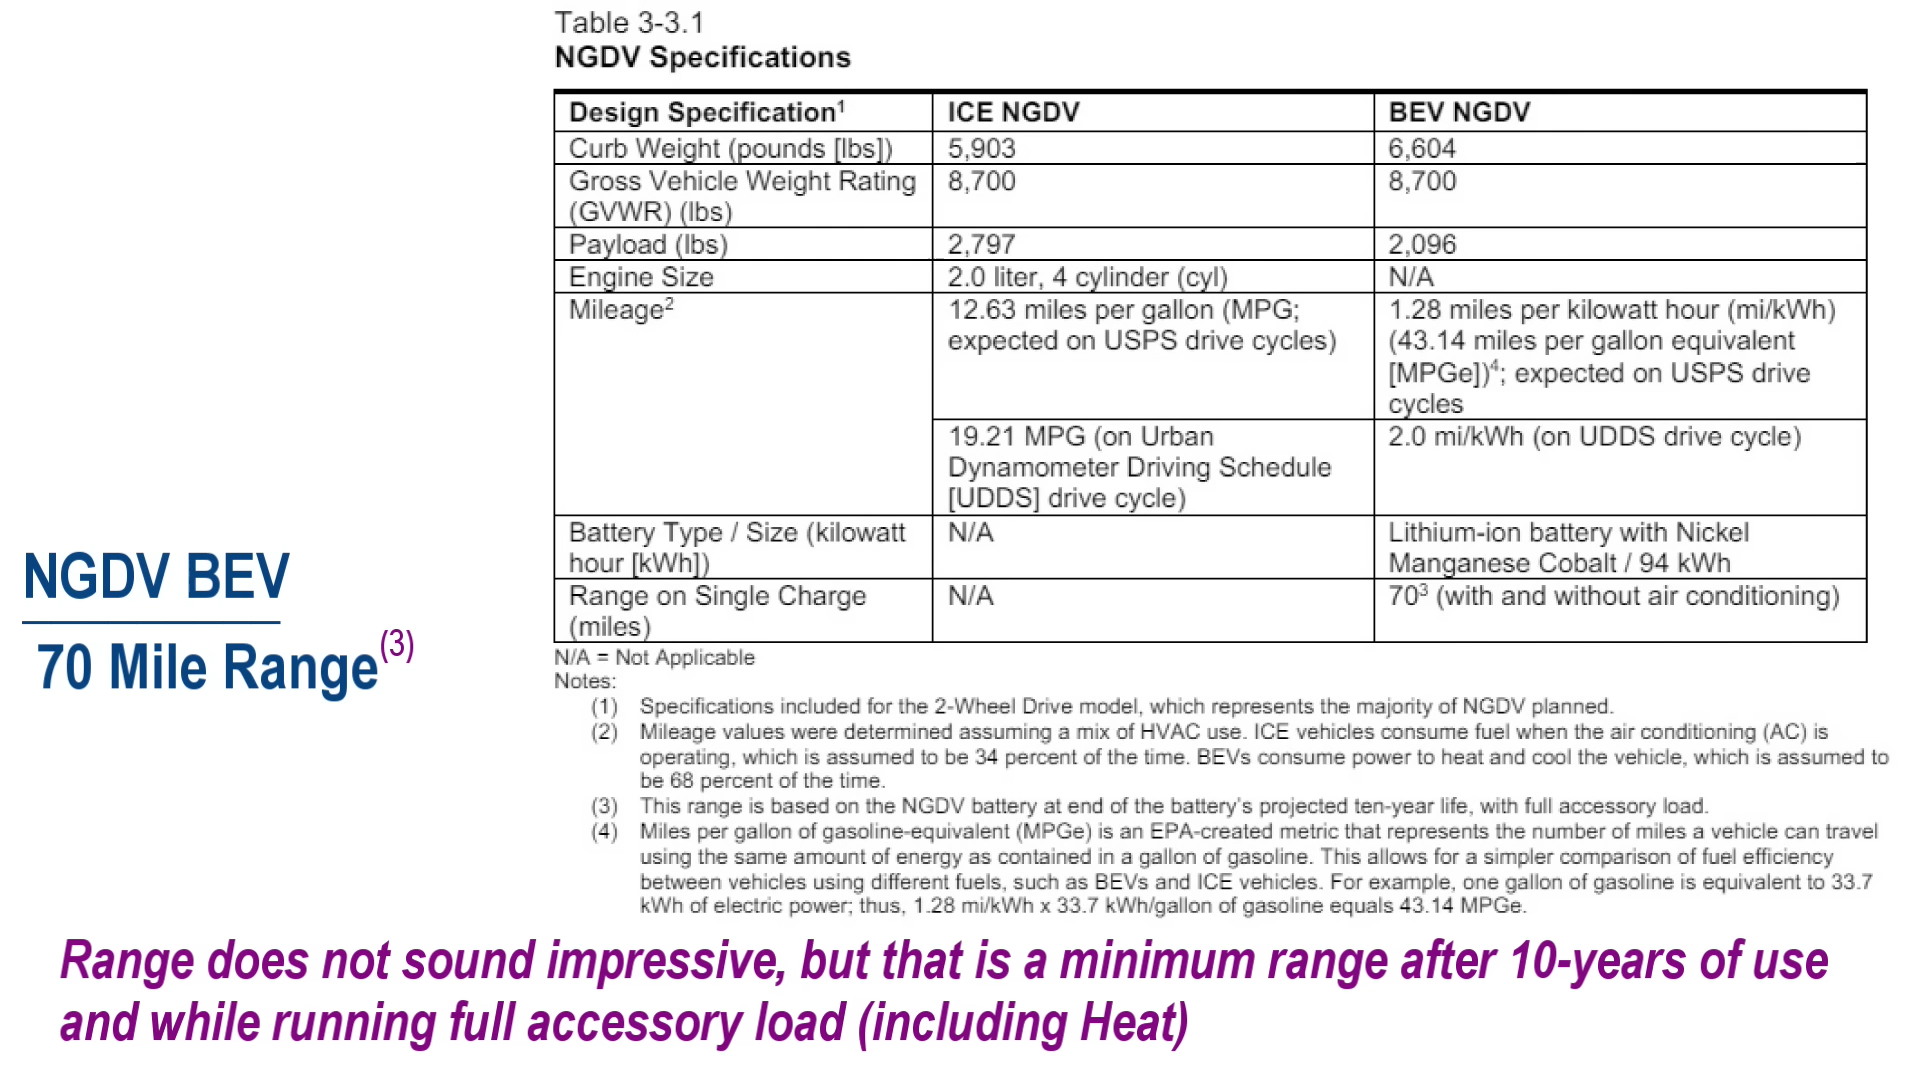 Table 3-3.1
NGDV Specifications
Design Specification¹ ICE NGDV BEV NGDV
Curb Weight (pounds [lbs]) 5,903 6,604
Gross Vehicle Weight Rating 8,700 8,700
(GVWR) (lbs)
Payload (lbs) 2,797 2,096
Engine Size 2.0 liter, 4 cylinder (cyl) N/A
Mileage² 12.63 miles per gallon (MPG; 1.28 miles per kilowatt hour (mi/kWh)
expected on USPS drive cycles) (43.14 miles per gallon equivalent
[MPGe])⁴; expected on USPS drive
cycles
19.21 MPG (on Urban 2.0 mi/kWh (on UDDS drive cycle)
Dynamometer Driving Schedule
[UDDS] drive cycle)
Battery Type / Size (kilowatt N/A Lithium-ion battery with Nickel
hour [kWh]) Manganese Cobalt / 94 kWh
Range on Single Charge N/A 70³ (with and without air conditioning)
(miles)
N/A = Not Applicable
Notes:
(1) Specifications included for the 2-Wheel Drive model, which represents the majority of NGDV planned.
(2) Mileage values were determined assuming a mix of HVAC use. ICE vehicles consume fuel when the air conditioning (AC) is
operating, which is assumed to be 34 percent of the time. BEVs consume power to heat and cool the vehicle, which is assumed to
be 68 percent of the time.
(3) This range is based on the NGDV battery at end of the battery's projected ten-year life, with full accessory load.
(4) Miles per gallon of gasoline-equivalent (MPGe) is an EPA-created metric that represents the number of miles a vehicle can travel
using the same amount of energy as contained in a gallon of gasoline. This allows for a simpler comparison of fuel efficiency
between vehicles using different fuels, such as BEVs and ICE vehicles. For example, one gallon of gasoline is equivalent to 33.7
kWh of electric power; thus, 1.28 mi/kWh x 33.7 kWh/gallon of gasoline equals 43.14 MPGe.
NGDV BEV
70 Mile Range(3)
Range does not sound impressive, but that is a minimum range after 10-years of use
and while running full accessory load (including Heat)